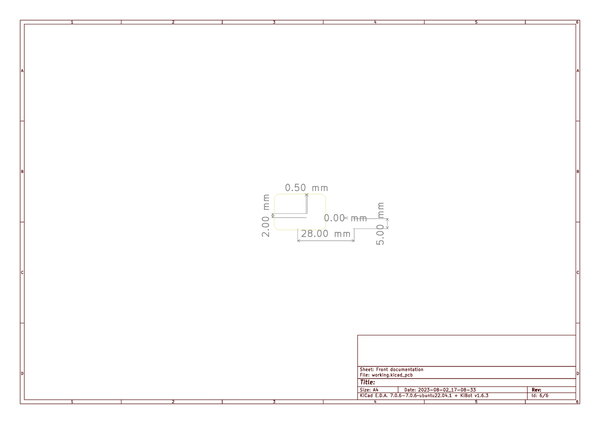 1 2 3 4 5 6
A A
B B
0.50 mm
2.00 mm
0.00 mm
5.00 mm
28.00 mm
C C
D D
Sheet: Front documentation
File: working.kicad_pcb
Title:
Size: A4 Date: 2023-08-02_17-08-33 Rev:
KiCad E.D.A. 7.0.6-7.0.6~ubuntu22.04.1 + KiBot v1.6.3 Id: 6/6
1 2 3 4 5 6